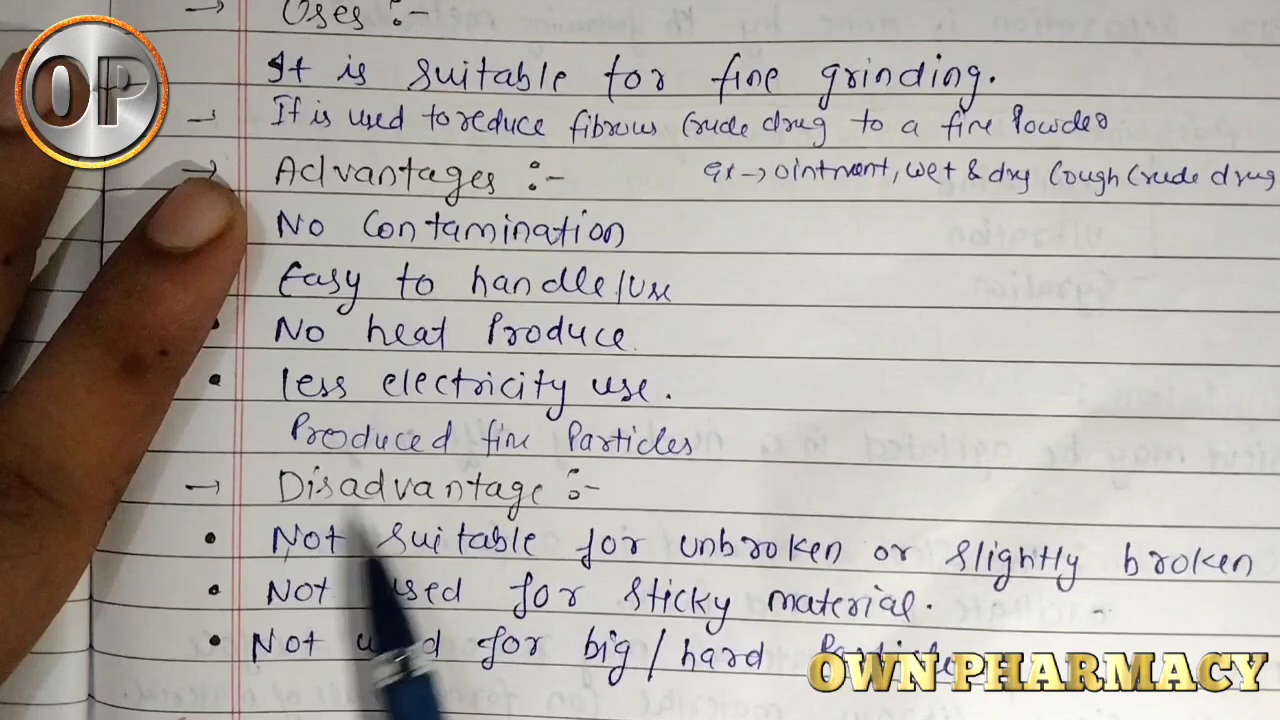 OP
→ Uses :-
It is suitable for fine grinding.
→ It is used to reduce fibrous Crude drug to a fine Powder
→ Advantages :- ex → ointment, wet & dry Cough Crude drug
No Contamination
Easy to handle/use
• No heat Produce.
• less electricity use.
Produced fine Particles
→ Disadvantage :-
• Not suitable for unbroken or slightly broken
• Not used for sticky material.
• Not for big/hard
OWN PHARMACY